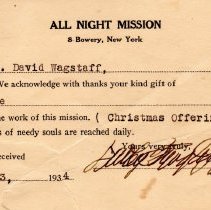 ALL NIGHT MISSION
8 Bowery, New York
. David Wagstaff,
We acknowledge with thanks your kind gift of
e
he work of this mission. ( Christmas Offerin
s of needy souls are reached daily.
Yours very truly,
eceived
3, 1934